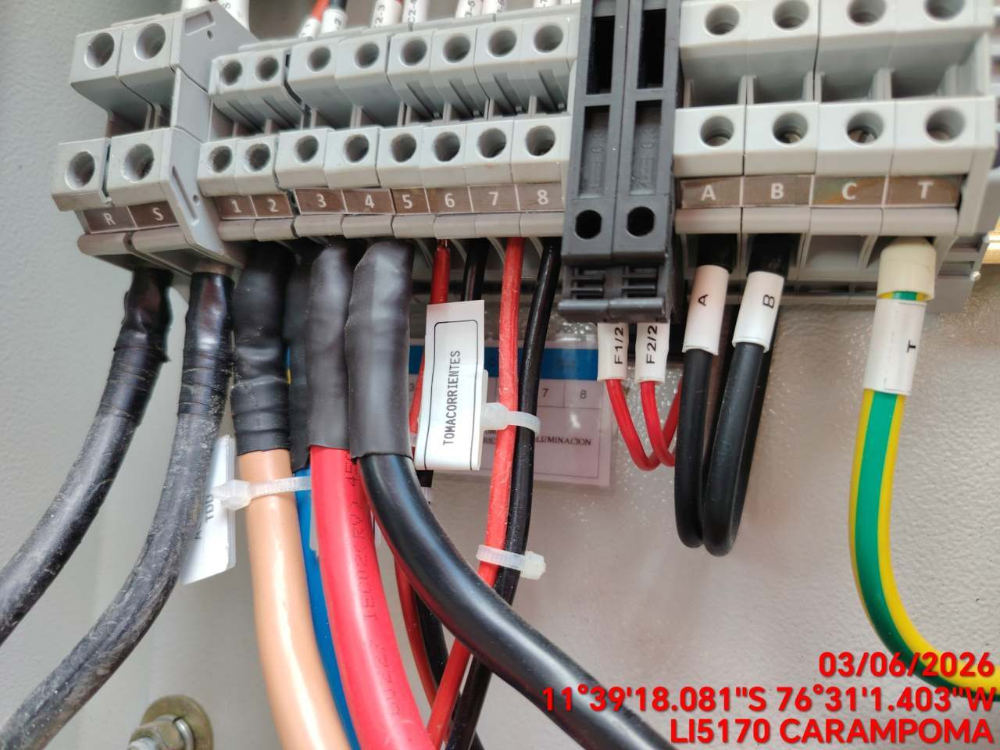 R S 1 2 3 4 5 6 7 8 A B C T
F1/2
F2/2
A
B
T
TOMACORRIENTES
7 8
LUMINACION
03/06/2026
11°39'18.081"S 76°31'1.403"W
LI5170 CARAMPOMA